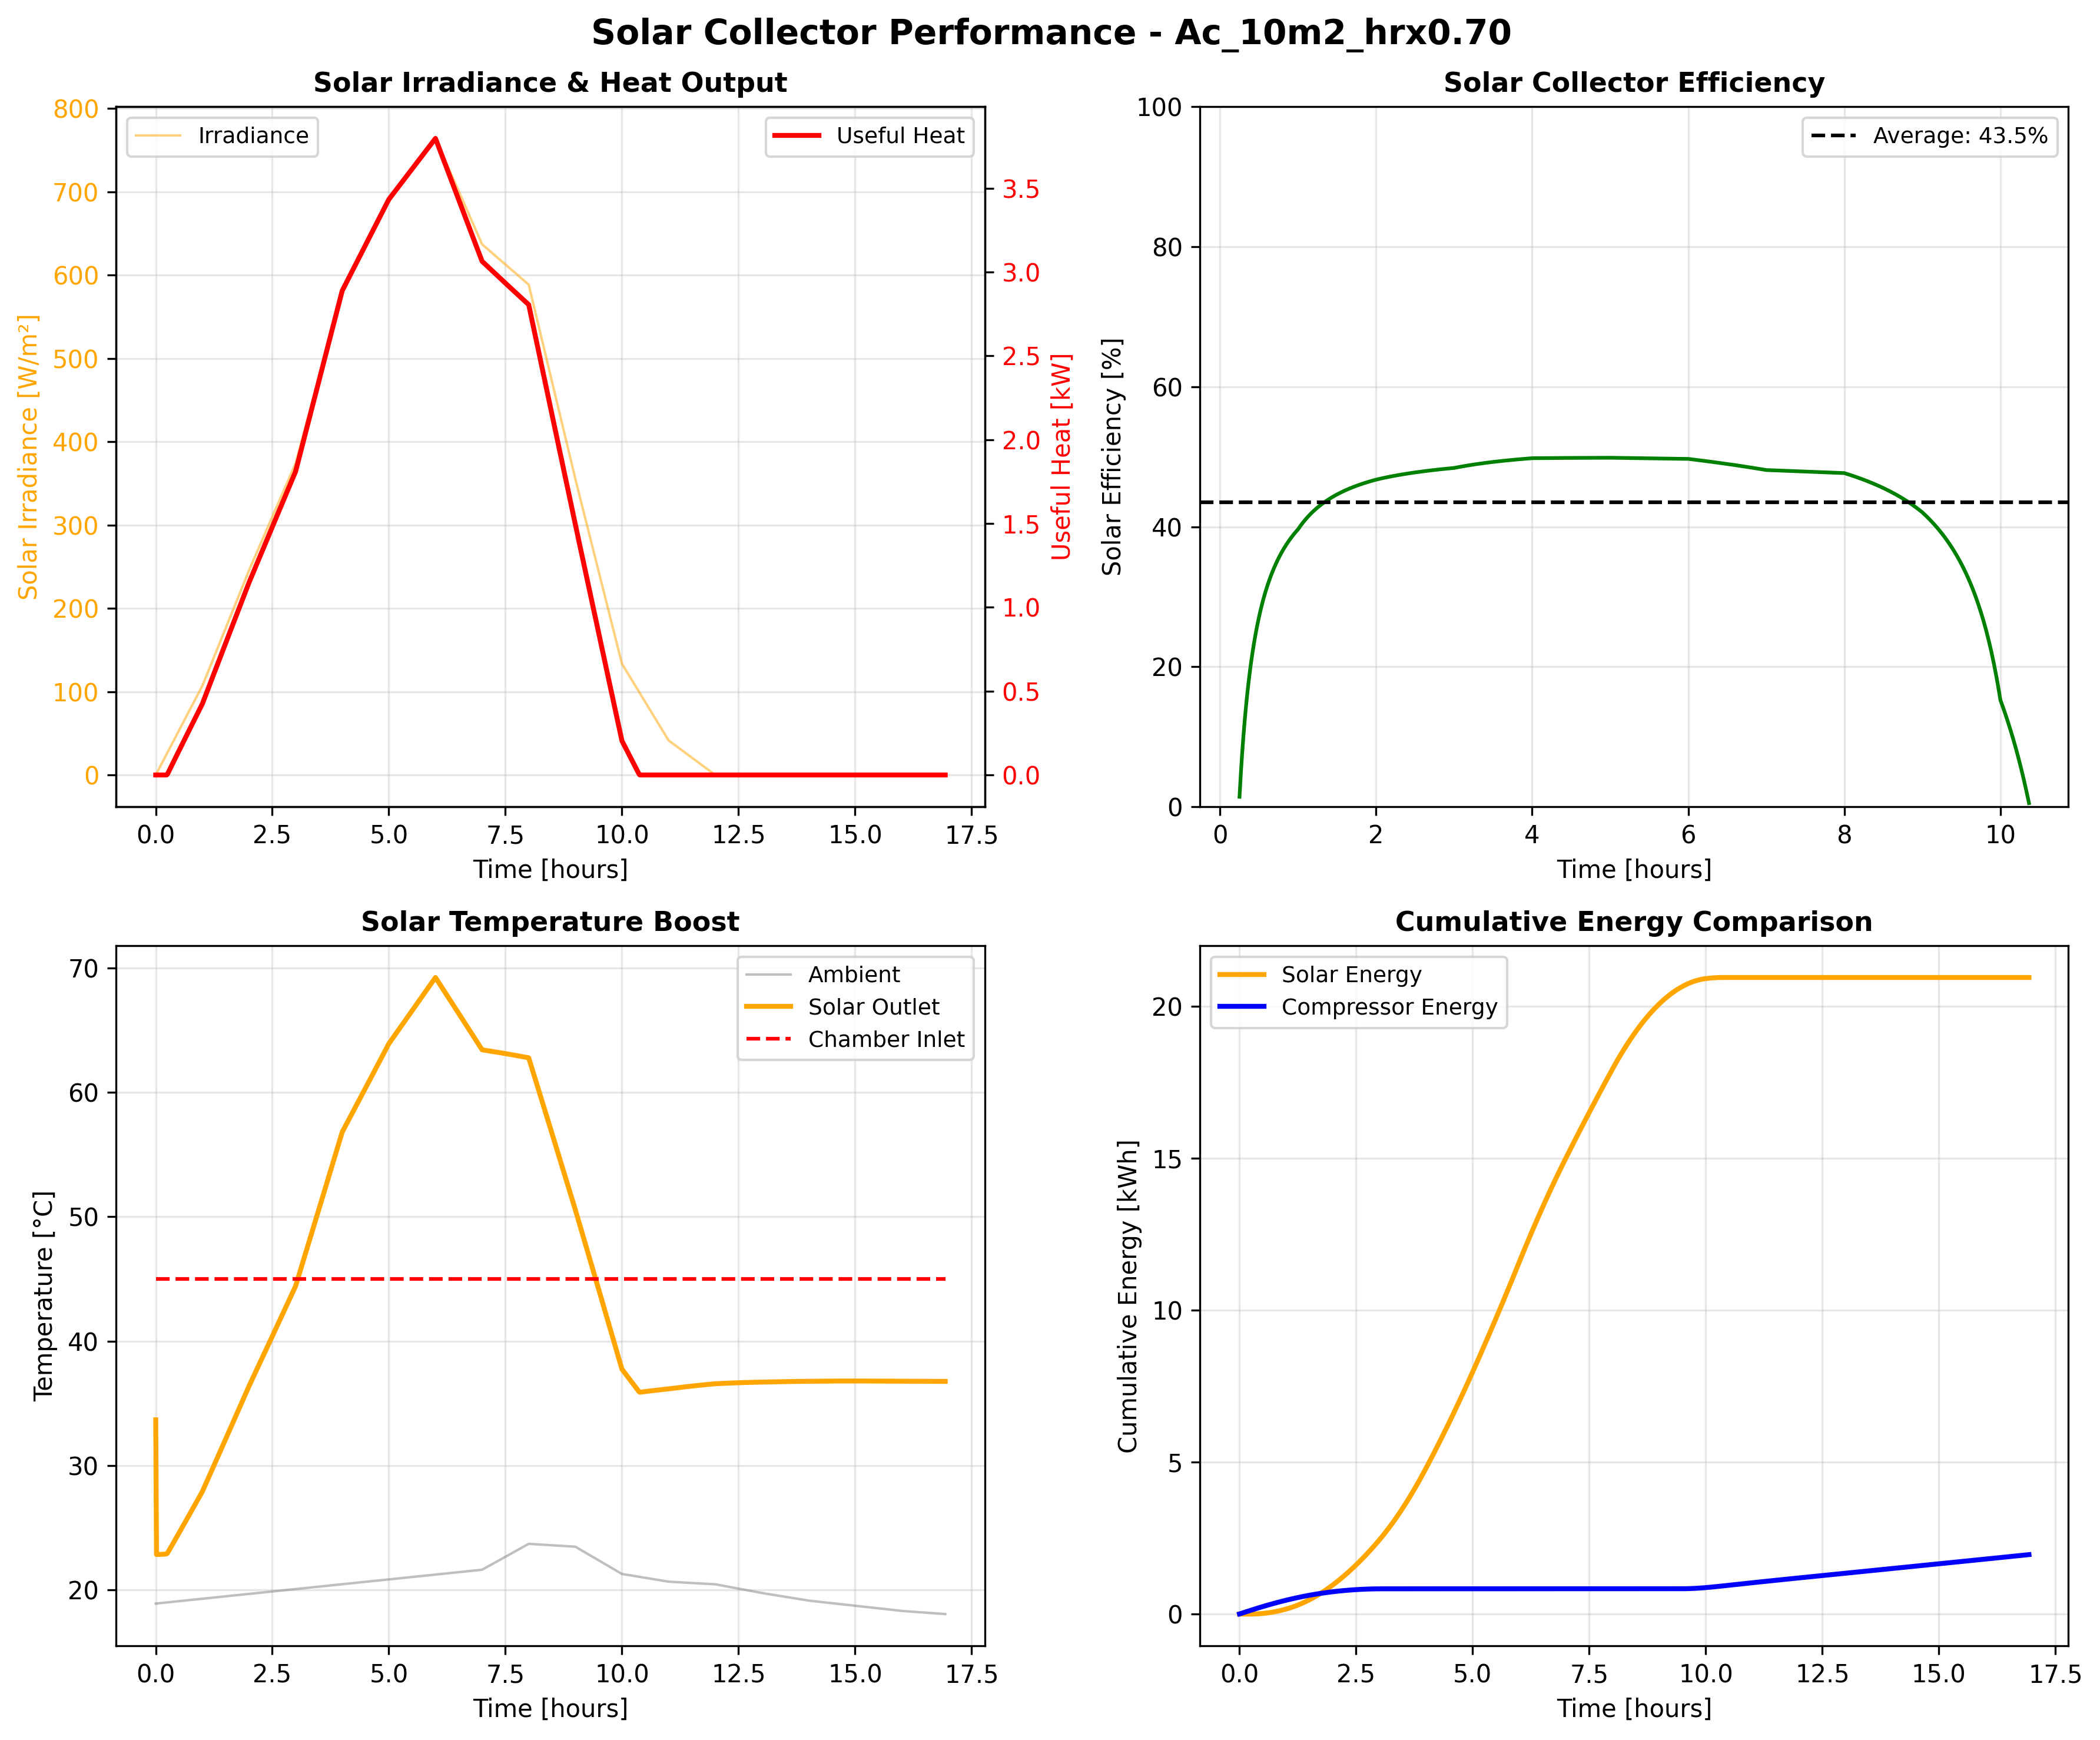 Solar Collector Performance - Ac_10m2_hrx0.70
Solar Irradiance & Heat Output
Irradiance
Useful Heat
800
700
600
500
400
300
200
100
0
Solar Irradiance [W/m²]
3.5
3.0
2.5
2.0
1.5
1.0
0.5
0.0
Useful Heat [kW]
0.0 2.5 5.0 7.5 10.0 12.5 15.0 17.5
Time [hours]
Solar Collector Efficiency
Average: 43.5%
100
80
60
40
20
0
Solar Efficiency [%]
0 2 4 6 8 10
Time [hours]
Solar Temperature Boost
Ambient
Solar Outlet
Chamber Inlet
70
60
50
40
30
20
Temperature [°C]
0.0 2.5 5.0 7.5 10.0 12.5 15.0 17.5
Time [hours]
Cumulative Energy Comparison
Solar Energy
Compressor Energy
20
15
10
5
0
Cumulative Energy [kWh]
0.0 2.5 5.0 7.5 10.0 12.5 15.0 17.5
Time [hours]